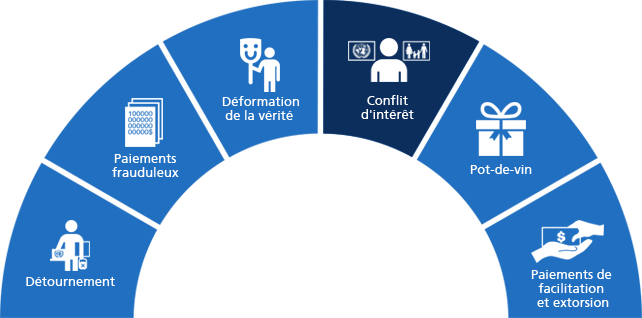 Détournement
Paiements
frauduleux
100000
000000
000000
00000$
Déformation
de la vérité
Conflit
d'intérêt
Pot-de-vin
$
Paiements de
facilitation
et extorsion